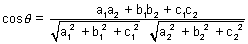 cos θ = (a₁a₂ + b₁b₂ + c₁c₂) / (√(a₁² + b₁² + c₁²) √(a₂² + b₂² + c₂²))